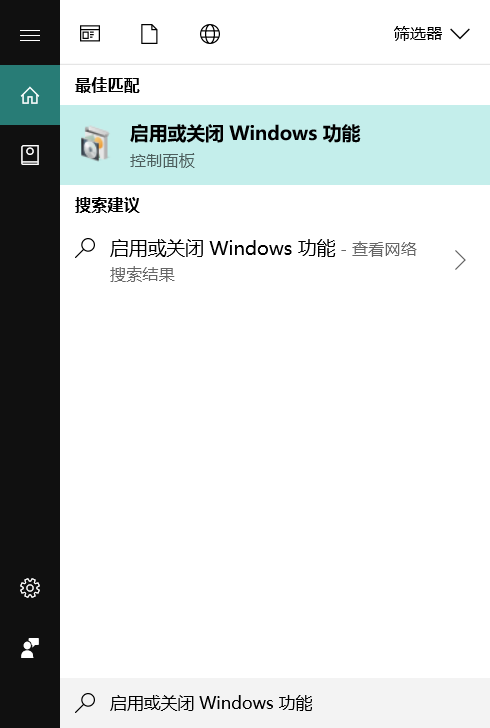 筛选器
最佳匹配
启用或关闭 Windows 功能
控制面板
搜索建议
启用或关闭 Windows 功能 - 查看网络
搜索结果
启用或关闭 Windows 功能